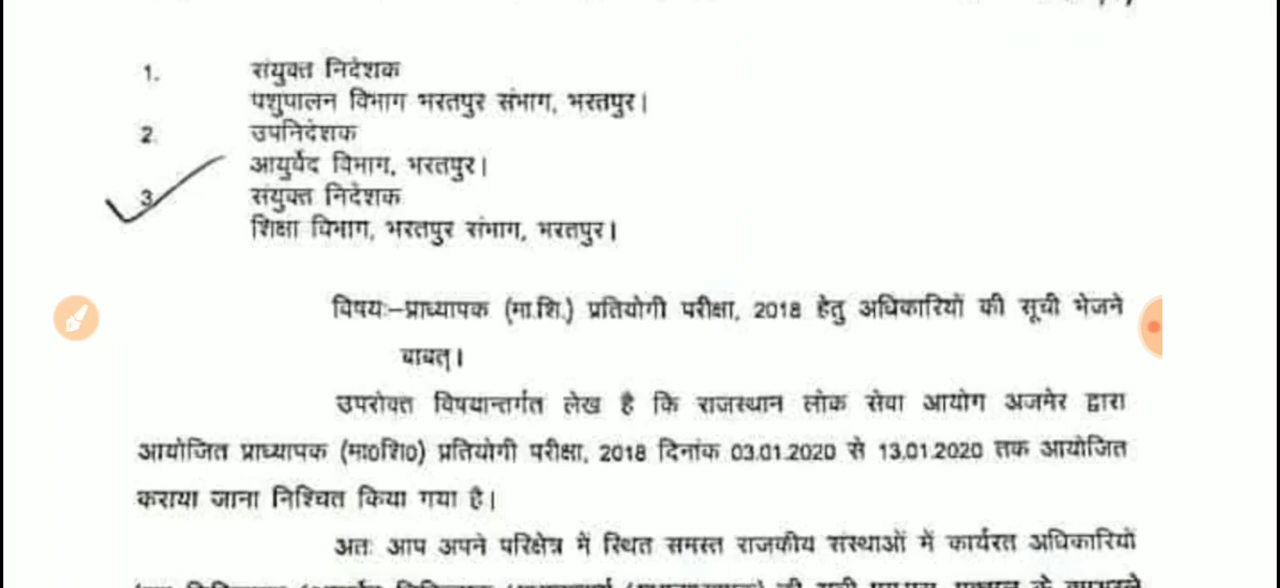 1. संयुक्त निदेशक
पशुपालन विभाग भरतपुर संभाग, भरतपुर।
2. उपनिदेशक
आयुर्वेद विभाग, भरतपुर।
3. संयुक्त निदेशक
शिक्षा विभाग, भरतपुर संभाग, भरतपुर।
विषयः–प्राध्यापक (मा.शि.) प्रतियोगी परीक्षा, 2018 हेतु अधिकारियों की सूची भेजने
बाबत्।
उपरोक्त विषयान्तर्गत लेख है कि राजस्थान लोक सेवा आयोग अजमेर द्वारा
आयोजित प्राध्यापक (मा0शि0) प्रतियोगी परीक्षा, 2018 दिनांक 03.01.2020 से 13.01.2020 तक आयोजित
कराया जाना निश्चित किया गया है।
अतः आप अपने परिक्षेत्र में स्थित समस्त राजकीय संस्थाओं में कार्यरत अधिकारियों